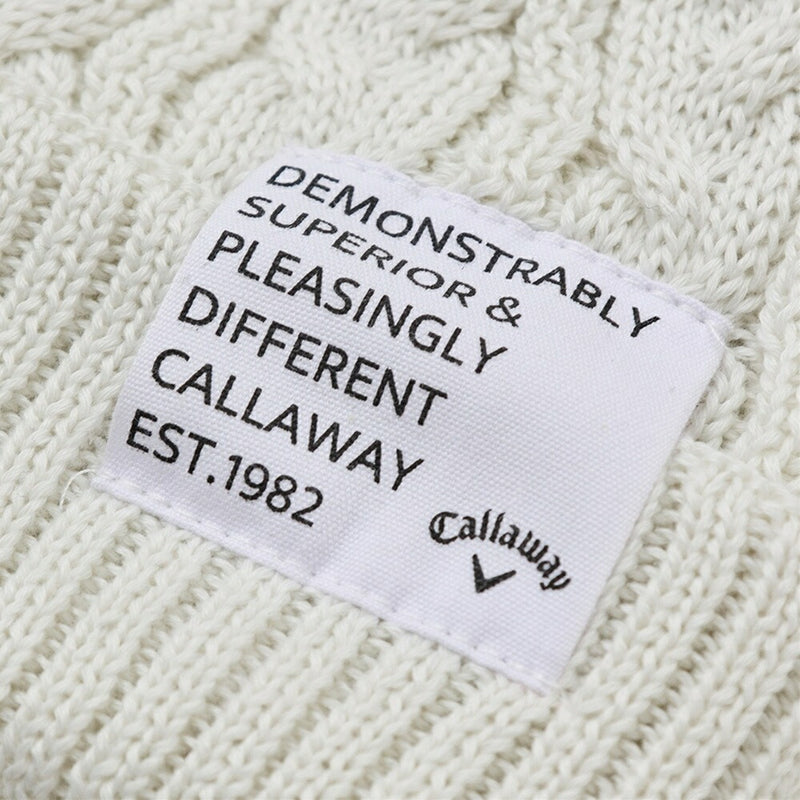 DEMONSTRABLY
SUPERIOR &
PLEASINGLY
DIFFERENT
CALLAWAY
EST.1982
Callaway